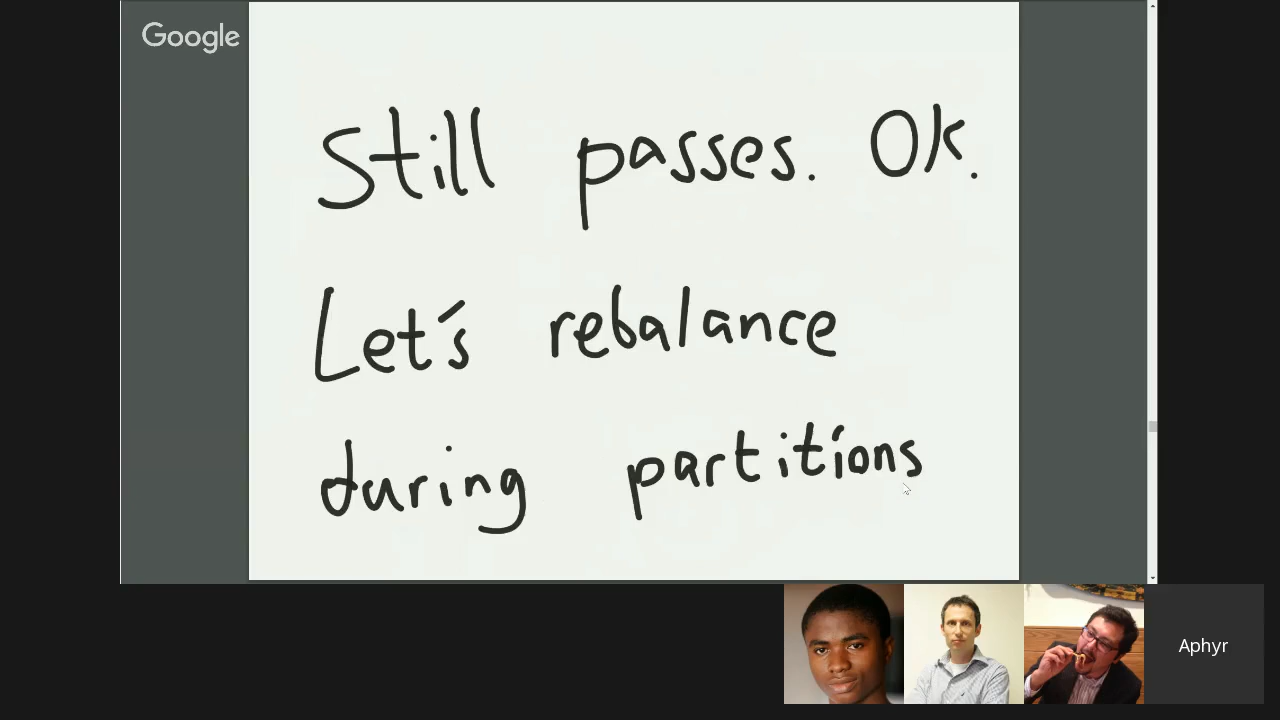 Google
Still passes. Ok.
Let's rebalance
during partitions
Aphyr